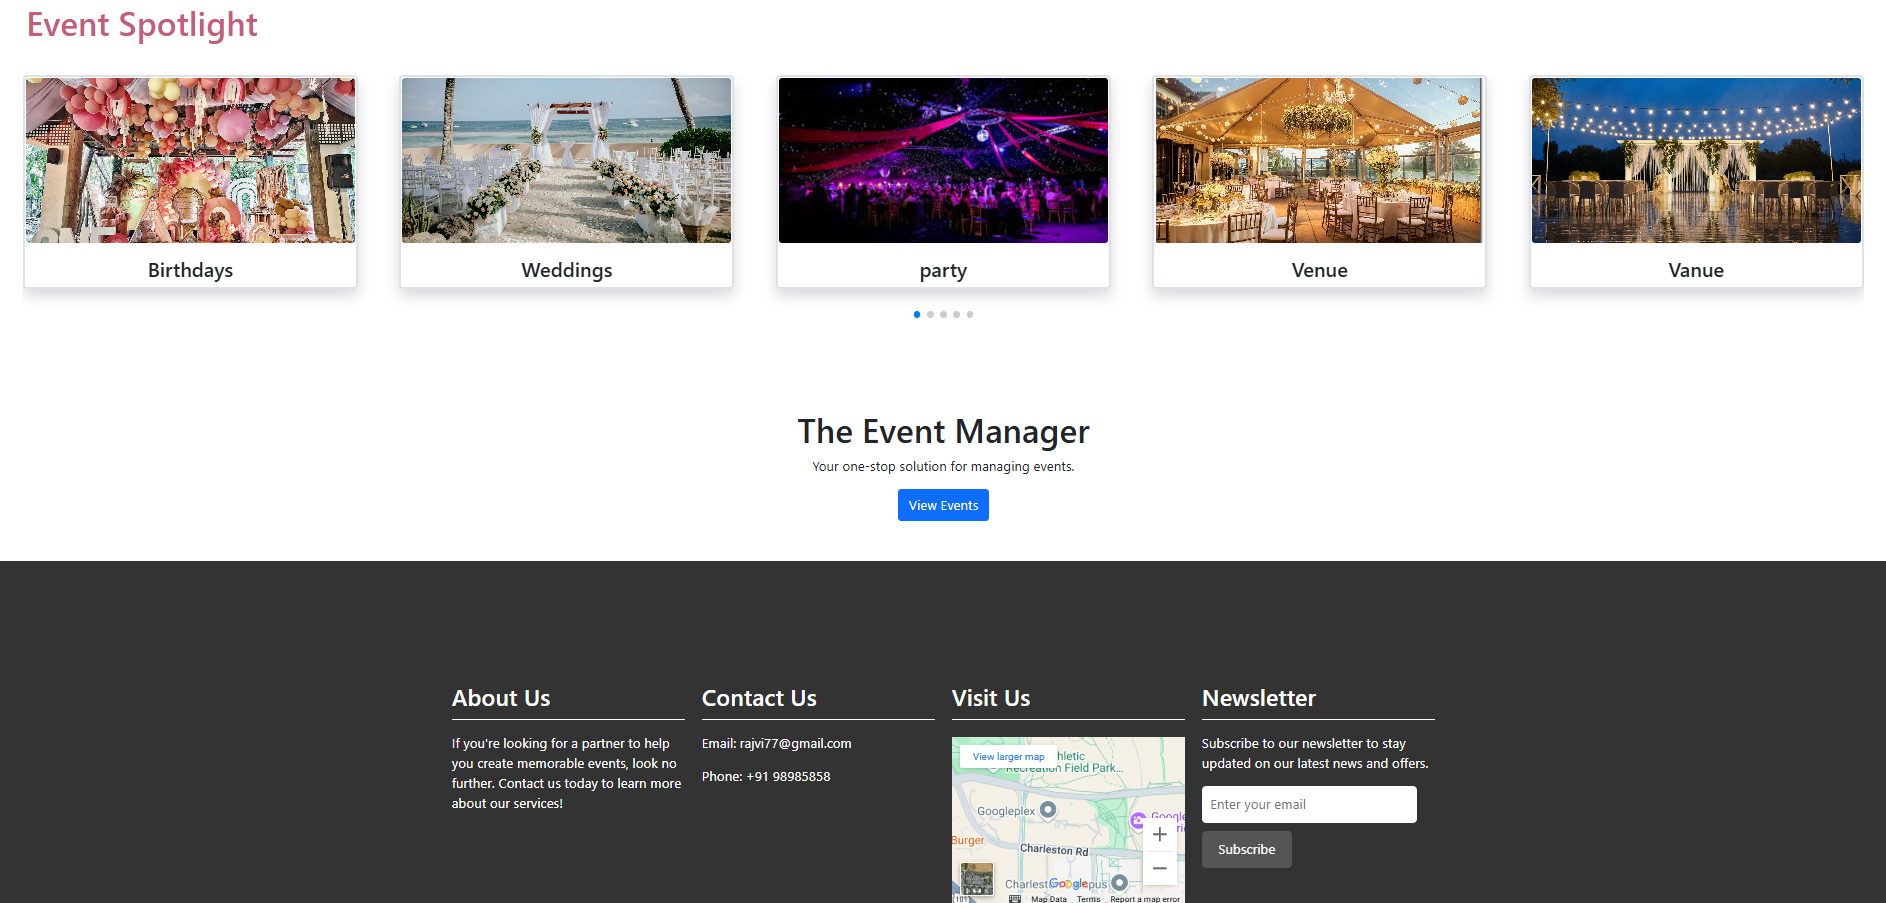 Event Spotlight
Birthdays
Weddings
party
Venue
Vanue
The Event Manager
Your one-stop solution for managing events.
View Events
About Us
If you're looking for a partner to help
you create memorable events, look no
further. Contact us today to learn more
about our services!
Contact Us
Email: rajvi77@gmail.com
Phone: +91 98985858
Visit Us
View larger map
Recreation Field Park...
Googleplex
Burger
Charleston Rd
Google
101
Map Data
Terms
Report a map error
Newsletter
Subscribe to our newsletter to stay
updated on our latest news and offers.
Enter your email
Subscribe